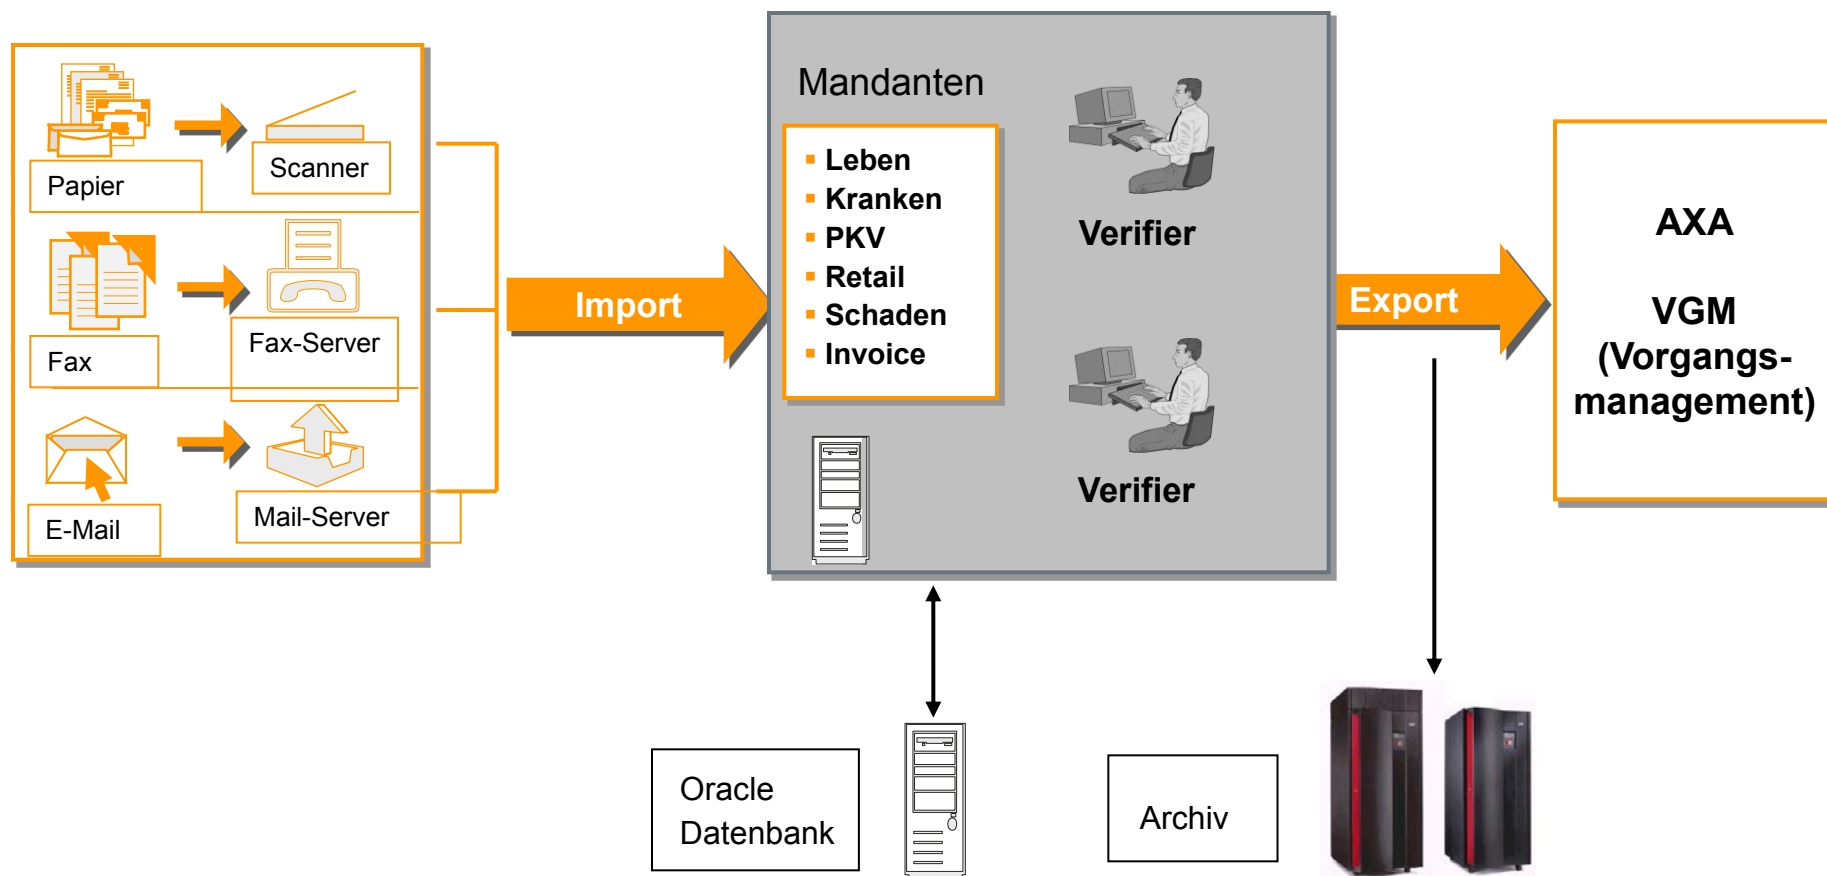 Papier
Scanner
Fax
Fax-Server
E-Mail
Mail-Server
Import
Mandanten
Leben
Kranken
PKV
Retail
Schaden
Invoice
Verifier
Verifier
Export
AXA
VGM
(Vorgangs-
management)
Oracle
Datenbank
Archiv